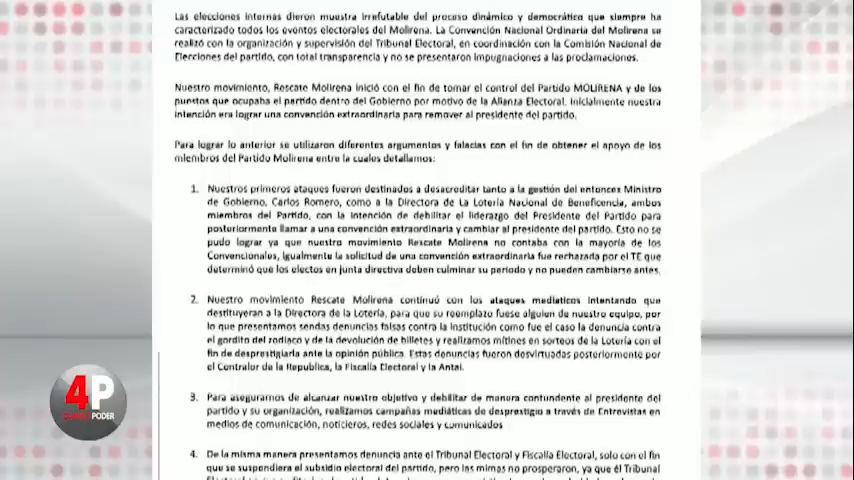 Las elecciones internas dieron muestra irrefutable del proceso dinámico y democrático que siempre ha
caracterizado todos los eventos electorales del Molirena. La Convención Nacional Ordinaria del Molirena se
realizó con la organización y supervisión del Tribunal Electoral, en coordinación con la Comisión Nacional de
Elecciones del partido, con total transparencia y no se presentaron impugnaciones a las proclamaciones.
Nuestro movimiento, Rescate Molirena inició con el fin de tomar el control del Partido MOLIRENA y de los
puestos que ocupaba el partido dentro del Gobierno por motivo de la Alianza Electoral. Inicialmente nuestra
intención era lograr una convención extraordinaria para remover al presidente del partido.
Para lograr lo anterior se utilizaron diferentes argumentos y falacias con el fin de obtener el apoyo de los
miembros del Partido Molirena entre la cuales detallamos:
1. Nuestros primeros ataques fueron destinados a desacreditar tanto a la gestión del entonces Ministro
de Gobierno, Carlos Romero, como a la Directora de La Lotería Nacional de Beneficencia, ambos
miembros del Partido, con la intención de debilitar el liderazgo del Presidente del Partido para
posteriormente llamar a una convención extraordinaria y cambiar al presidente del partido. Esto no se
pudo lograr ya que nuestro movimiento Rescate Molirena no contaba con la mayoría de los
Convencionales, igualmente la solicitud de una convención extraordinaria fue rechazada por el TE que
determinó que los electos en junta directiva deben culminar su periodo y no pueden cambiarse antes.
2. Nuestro movimiento Rescate Molirena continuó con los ataques mediáticos intentando que
destituyeran a la Directora de la Lotería, para que su reemplazo fuese alguien de nuestro equipo, por
lo que presentamos sendas denuncias falsas contra la Institución como fue el caso la denuncia contra
el gordito del zodiaco y de la devolución de billetes y realizamos mítines en sorteos de la Lotería con el
fin de desprestigiarla ante la opinión pública. Estas denuncias fueron desvirtuadas posteriormente por
el Contralor de la Republica, la Fiscalía Electoral y la Antai.
3. Para asegurarnos de alcanzar nuestro objetivo y debilitar de manera contundente al presidente del
partido y su organización, realizamos campañas mediáticas de desprestigio a través de Entrevistas en
medios de comunicación, noticieros, redes sociales y comunicados
4. De la misma manera presentamos denuncia ante el Tribunal Electoral y Fiscalía Electoral, solo con el fin
que se suspendiera el subsidio electoral del partido, pero las mimas no prosperaron, ya que él Tribunal
4P
PODER